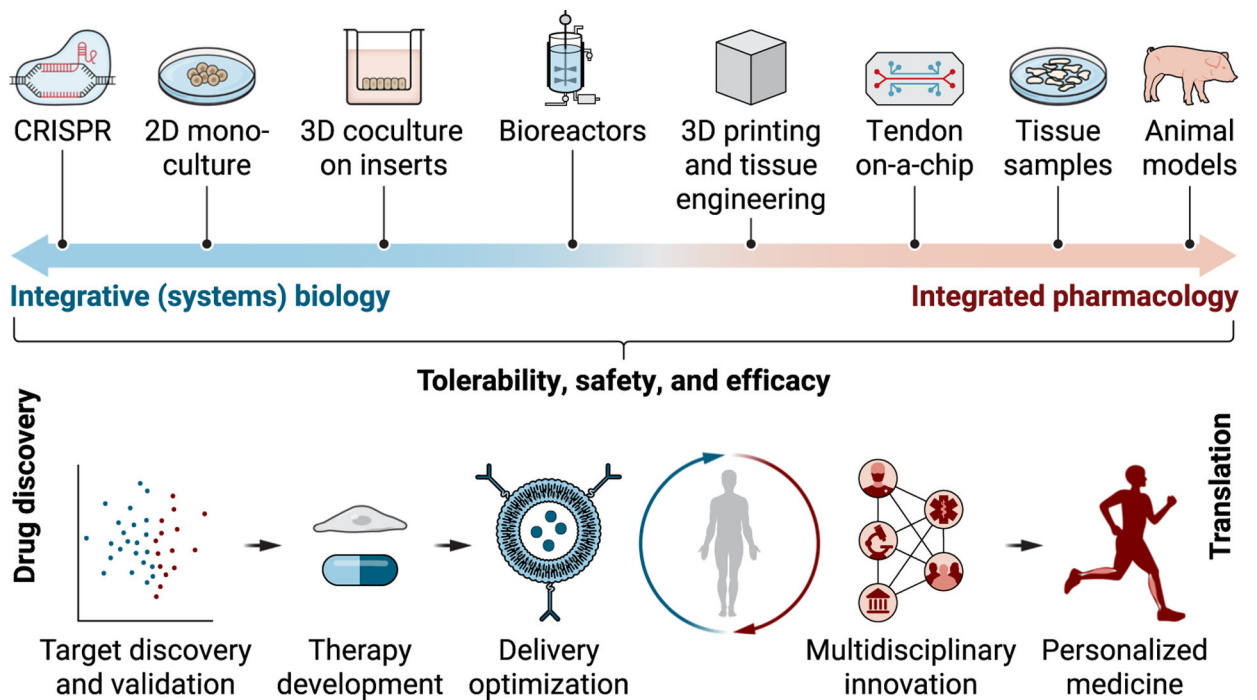 CRISPR
2D mono-
culture
3D coculture
on inserts
Bioreactors
3D printing
and tissue
engineering
Tendon
on-a-chip
Tissue
samples
Animal
models
Integrative (systems) biology
Integrated pharmacology
Tolerability, safety, and efficacy
Drug discovery
Target discovery
and validation
Therapy
development
Delivery
optimization
Multidisciplinary
innovation
Personalized
medicine
Translation